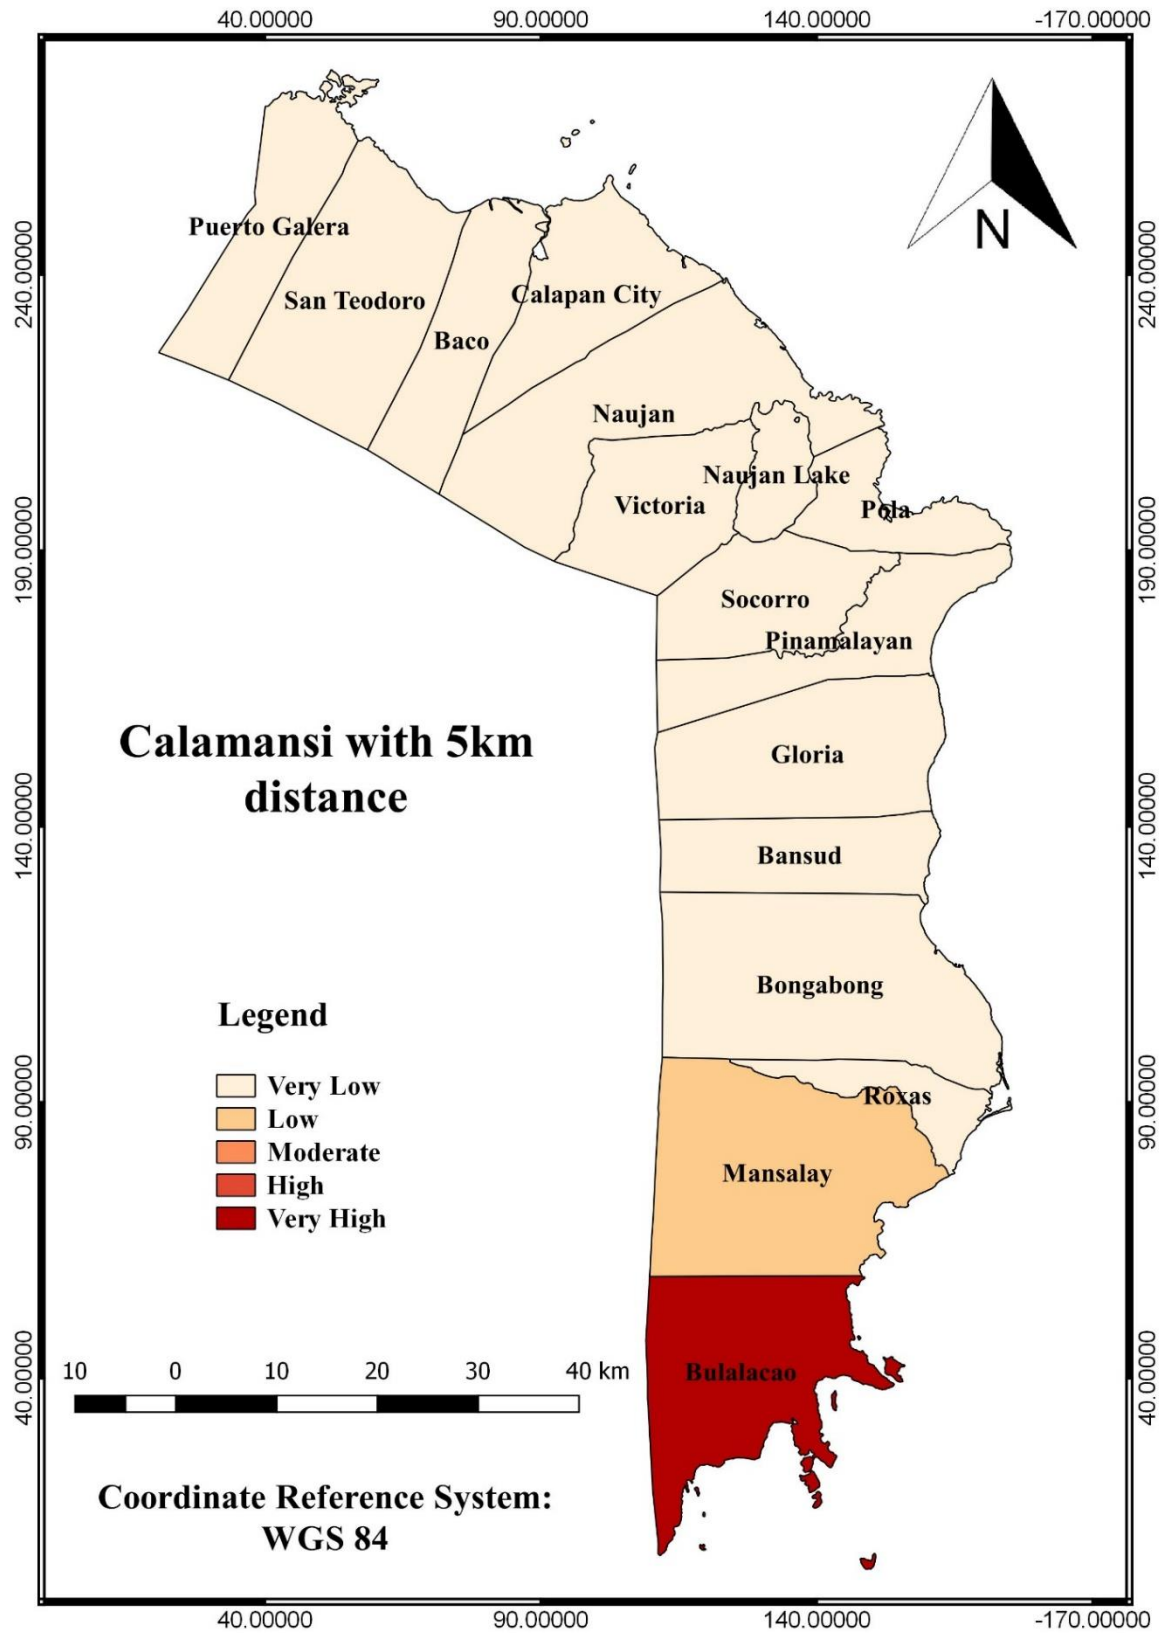 40.00000 90.00000 140.00000 -170.00000
N
Puerto Galera
San Teodoro
Calapan City
Baco
240.00000 240.00000
Naujan
Naujan Lake
Victoria
Pola
190.00000 190.00000
Socorro
Pinamalayan
Calamansi with 5km
distance
Gloria
140.00000 140.00000
Bansud
Bongabong
Legend
Very Low
Low
Moderate
High
Very High
Roxas
90.00000 90.00000
Mansalay
Bulalacao
10 0 10 20 30 40 km
40.00000 40.00000
Coordinate Reference System:
WGS 84
40.00000 90.00000 140.00000 -170.00000